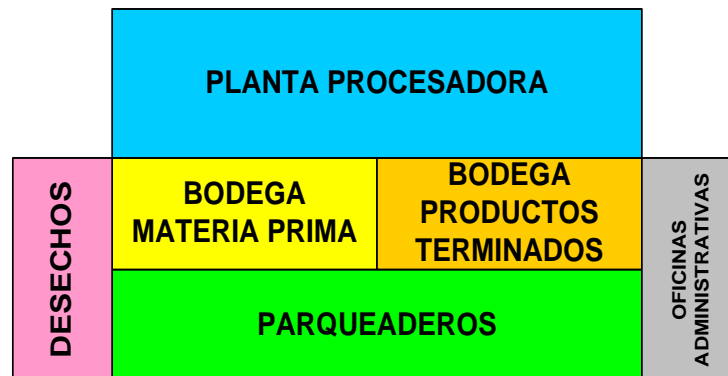 PLANTA PROCESADORA
DESECHOS
BODEGA
MATERIA PRIMA
BODEGA
PRODUCTOS
TERMINADOS
OFICINAS
ADMINISTRATIVAS
PARQUEADEROS